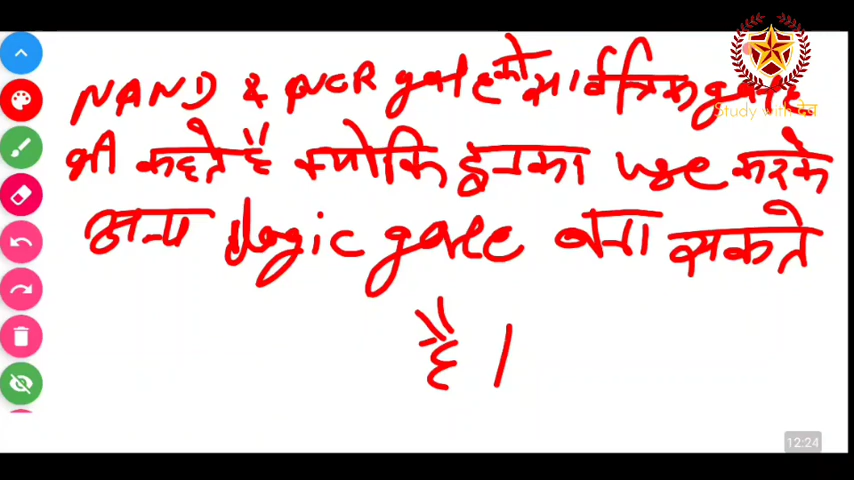 Study with देव
NAND & NOR gate को सार्वत्रिक gate
भी कहते हैं क्योकि इनका use करके
अन्य logic gate बना सकते
हैं |
12:24